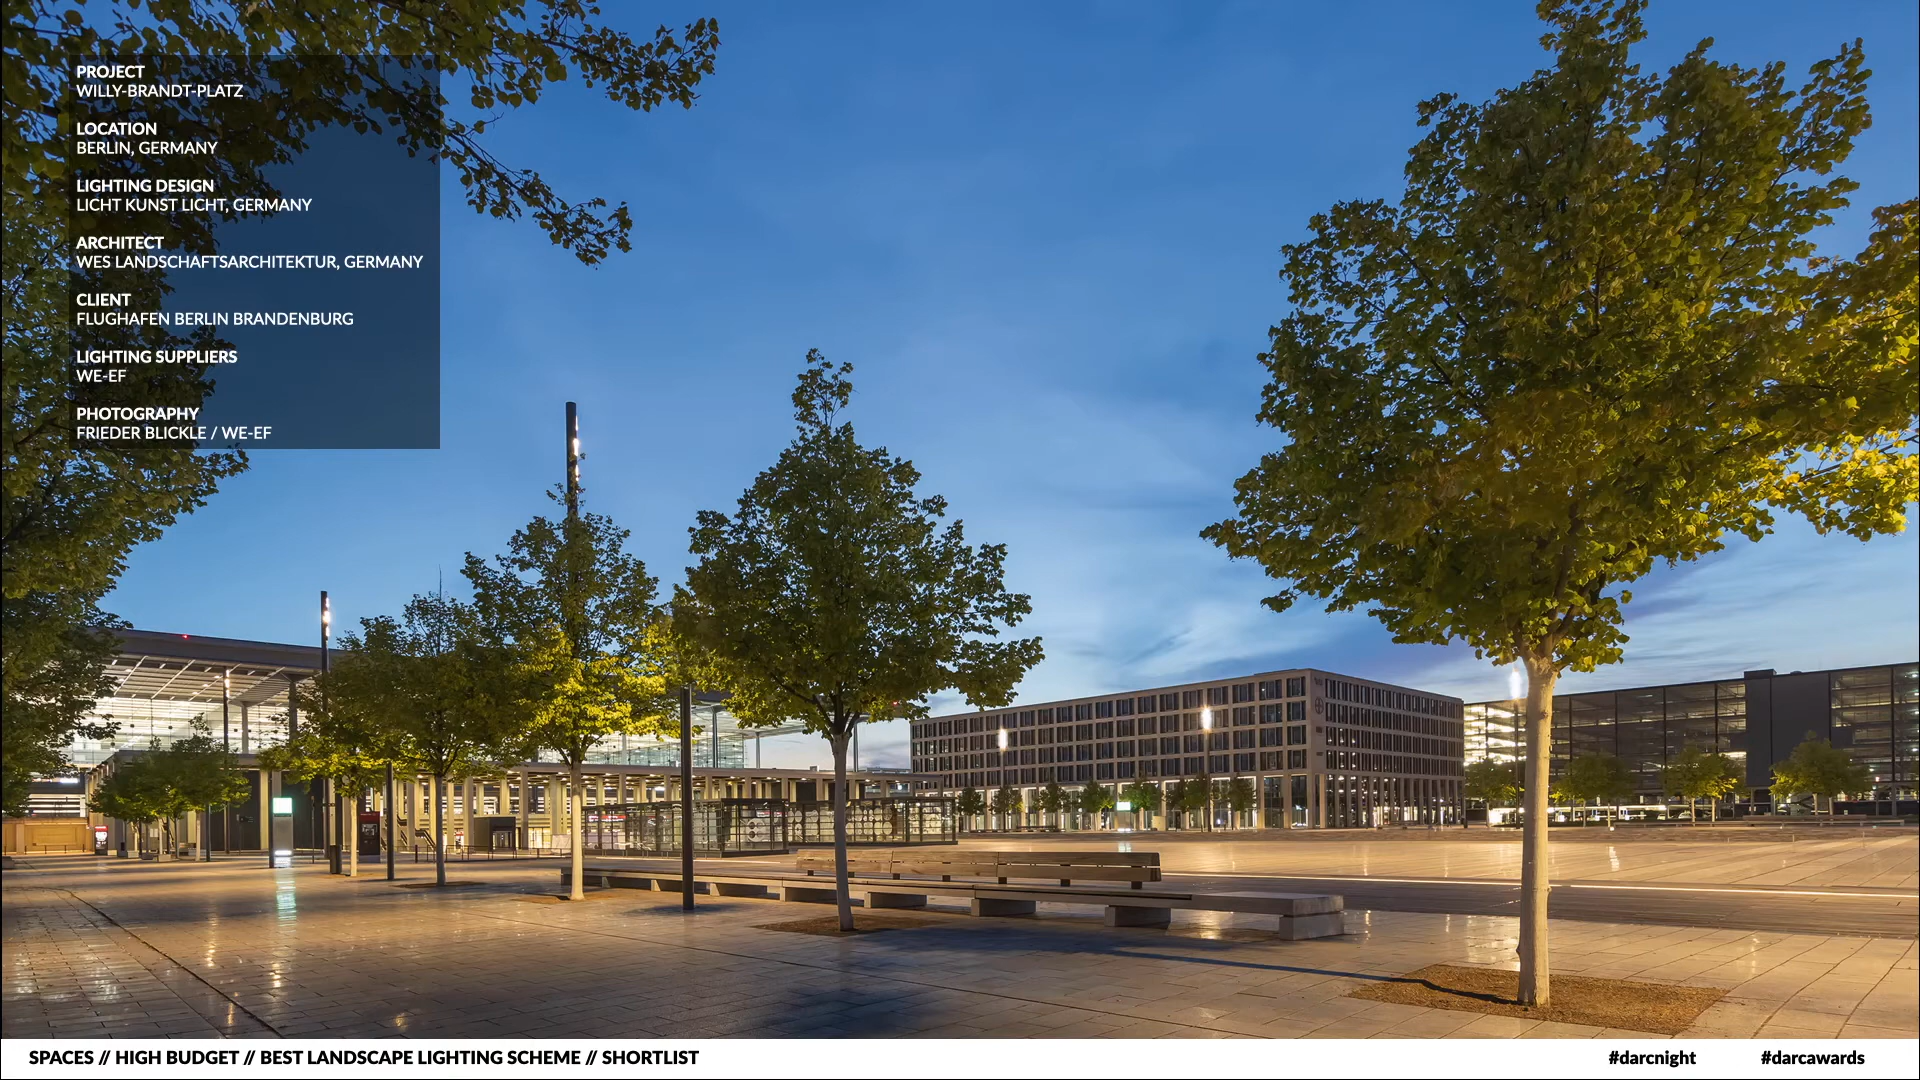 PROJECT
WILLY-BRANDT-PLATZ
LOCATION
BERLIN, GERMANY
LIGHTING DESIGN
LICHT KUNST LICHT, GERMANY
ARCHITECT
WES LANDSCHAFTSARCHITEKTUR, GERMANY
CLIENT
FLUGHAFEN BERLIN BRANDENBURG
LIGHTING SUPPLIERS
WE-EF
PHOTOGRAPHY
FRIEDER BLICKLE / WE-EF
SPACES // HIGH BUDGET // BEST LANDSCAPE LIGHTING SCHEME // SHORTLIST
#darcnight #darcawards